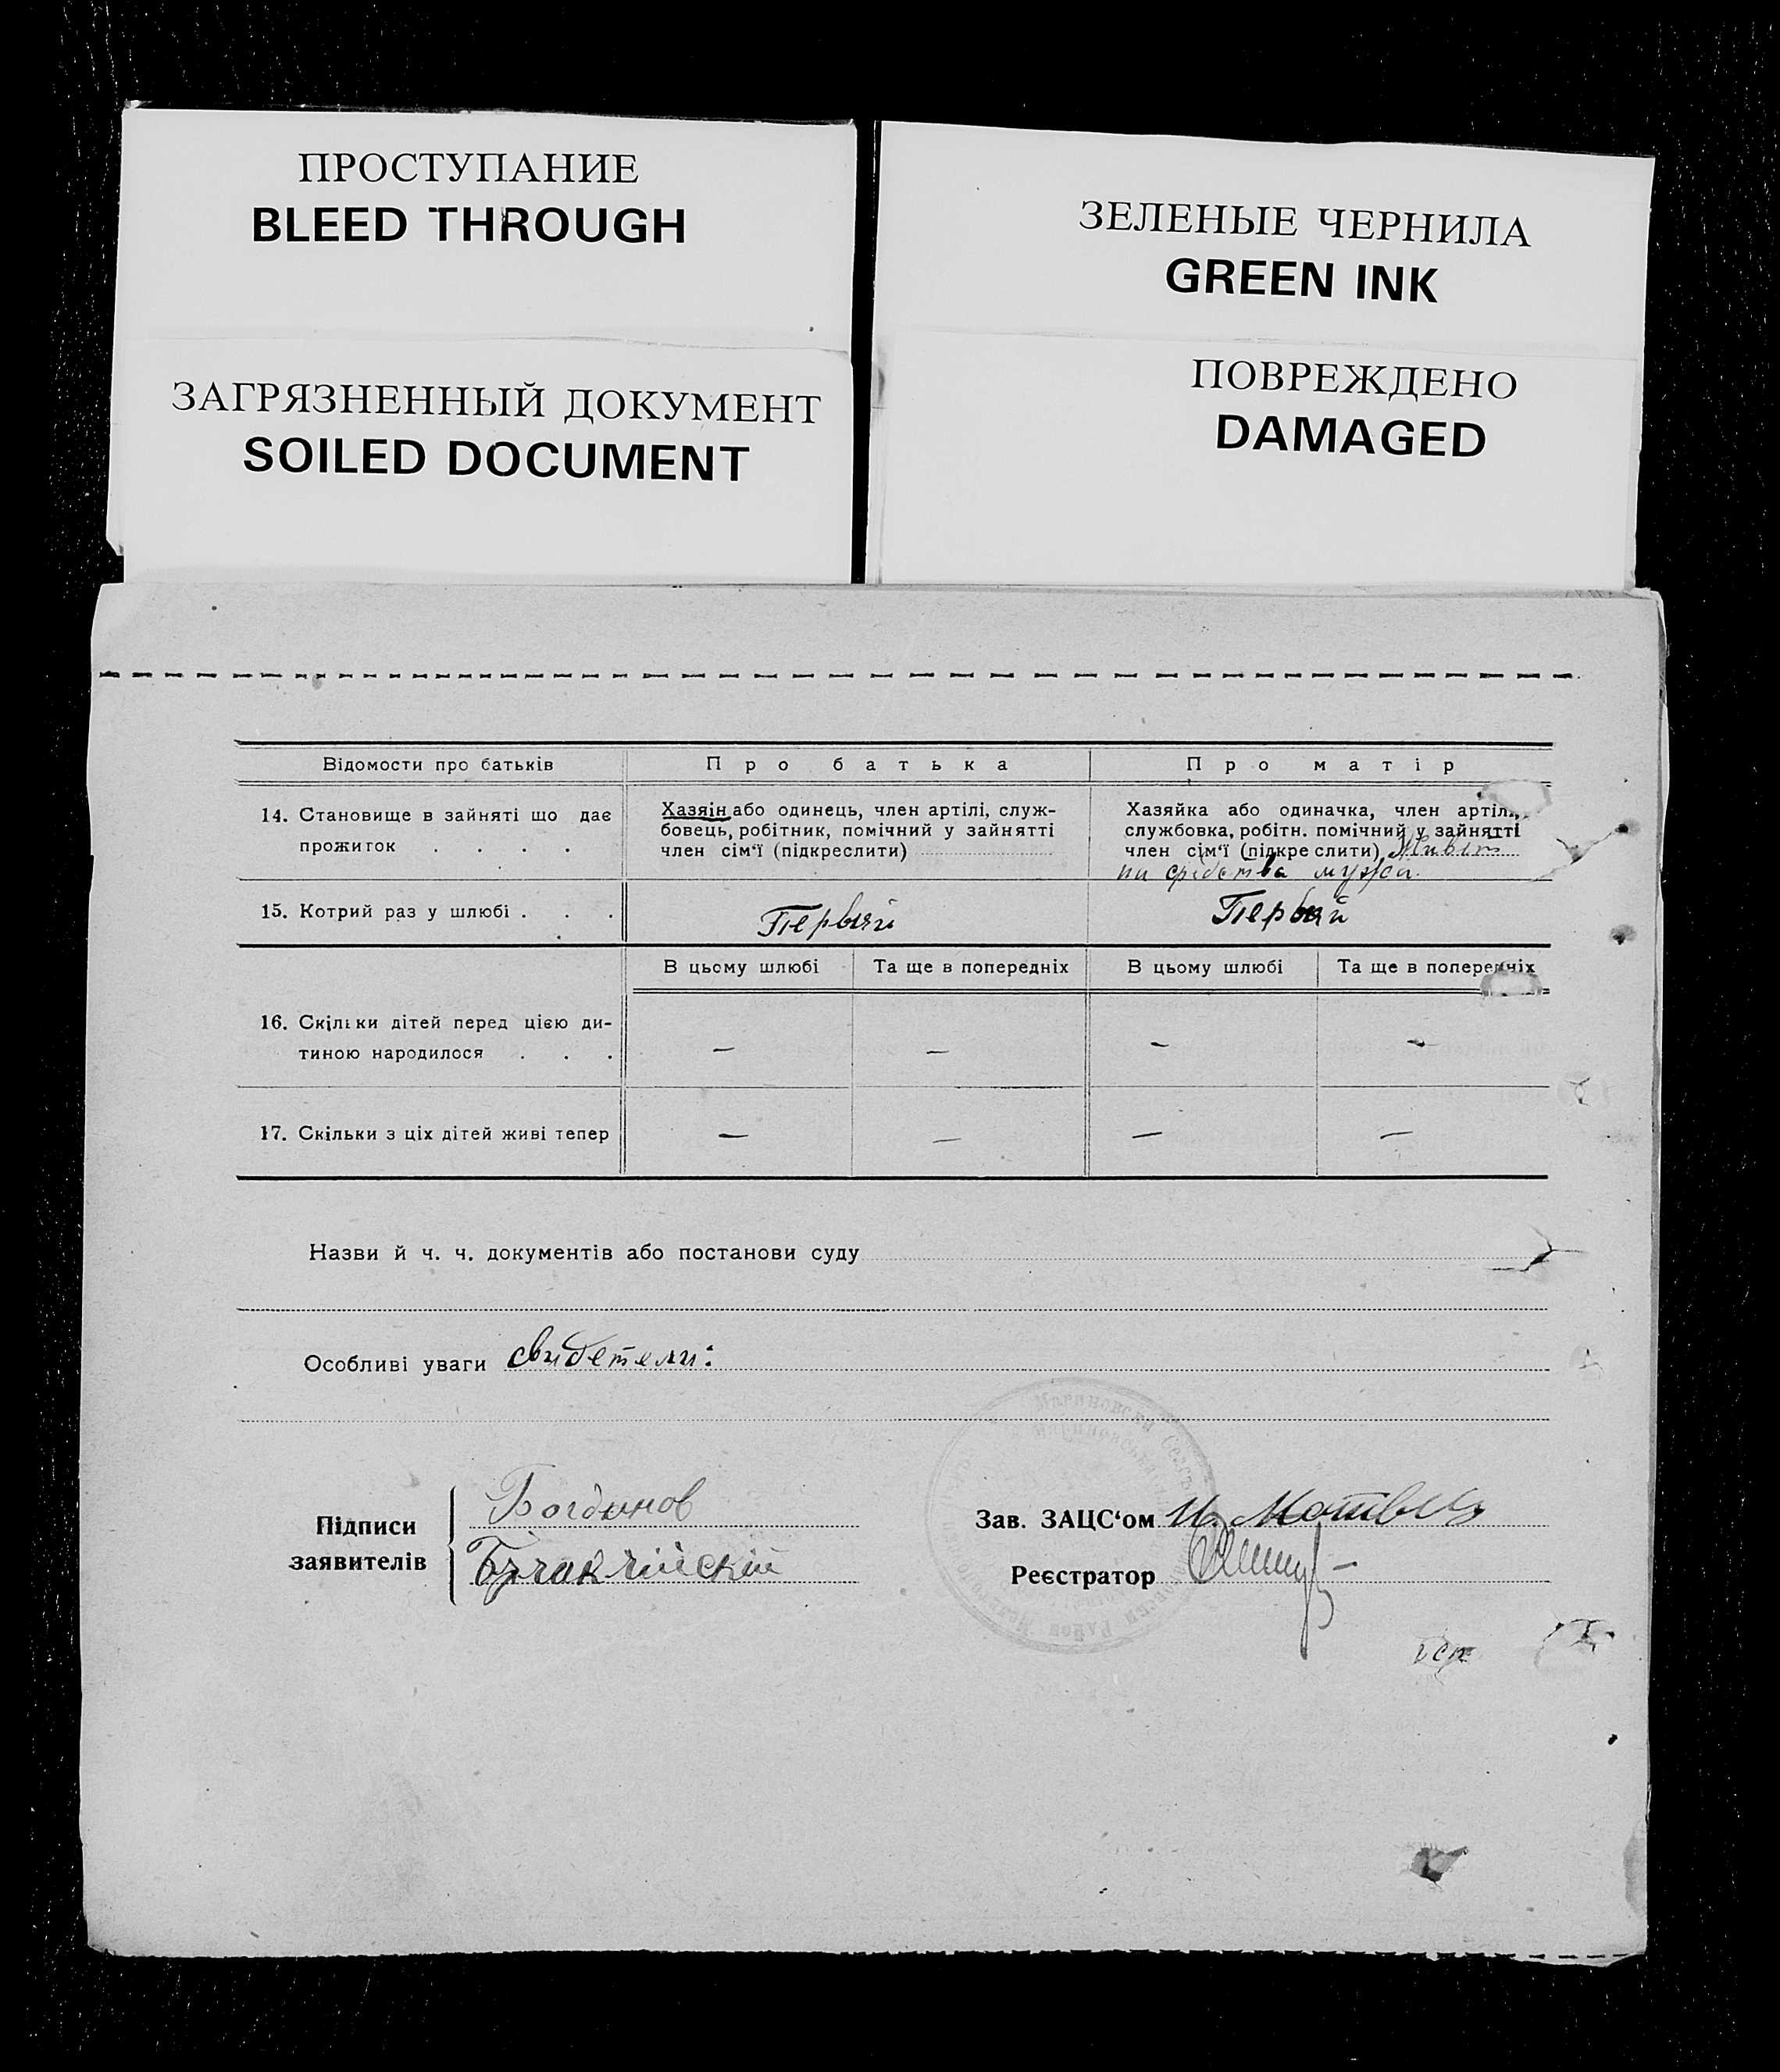 ПРОСТУПАНИЕ
BLEED THROUGH
ЗЕЛЕНЫЕ ЧЕРНИЛА
GREEN INK
ЗАГРЯЗНЕННЫЙ ДОКУМЕНТ
SOILED DOCUMENT
ПОВРЕЖДЕНО
DAMAGED
Відомости про батьків
Про батька
Про матір
14. Становище в зайняті що дає
прожиток . . . .
Хазяїн або одинець, член артілі, служ-
бовець, робітник, помічний у зайнятті
член сім‘ї (підкреслити)
Хазяйка або одиначка, член артілі,
службовка, робітн. помічний у зайнятті
член сім‘ї (підкреслити) Живет
на средства мужа.
15. Котрий раз у шлюбі . . .
Первый
Первый
В цьому шлюбі
Та ще в попередніх
В цьому шлюбі
Та ще в попередніх
16. Скільки дітей перед цією ди-
тиною народилося . . .
—
—
—
—
17. Скільки з ціх дітей живі тепер
—
—
—
—
Назви й ч. ч. документів або постанови суду
Особливі уваги свидетели:
Підписи
заявителів
Богданов
Зав. ЗАЦС‘ом
Реєстратор